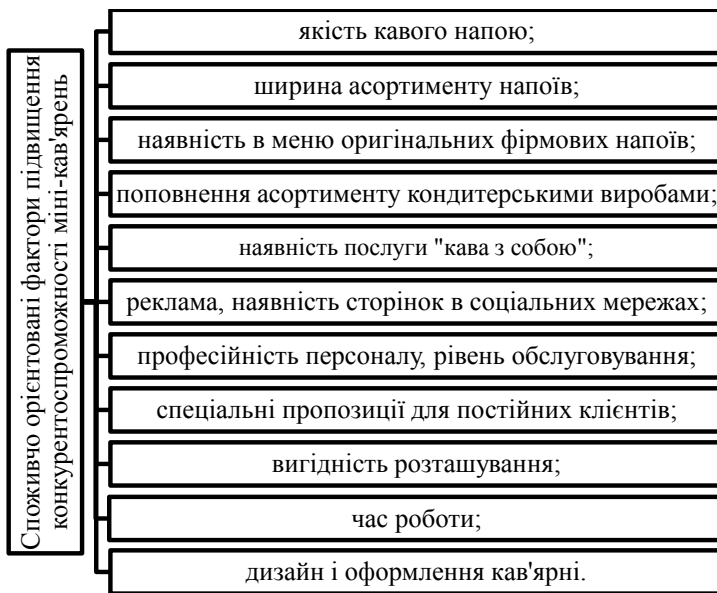 Споживчо орієнтовані фактори підвищення
конкурентоспроможності міні-кав'ярень
якість кавого напою;
ширина асортименту напоїв;
наявність в меню оригінальних фірмових напоїв;
поповнення асортименту кондитерськими виробами;
наявність послуги "кава з собою";
реклама, наявність сторінок в соціальних мережах;
професійність персоналу, рівень обслуговування;
спеціальні пропозиції для постійних клієнтів;
вигідність розташування;
час роботи;
дизайн і оформлення кав'ярні.